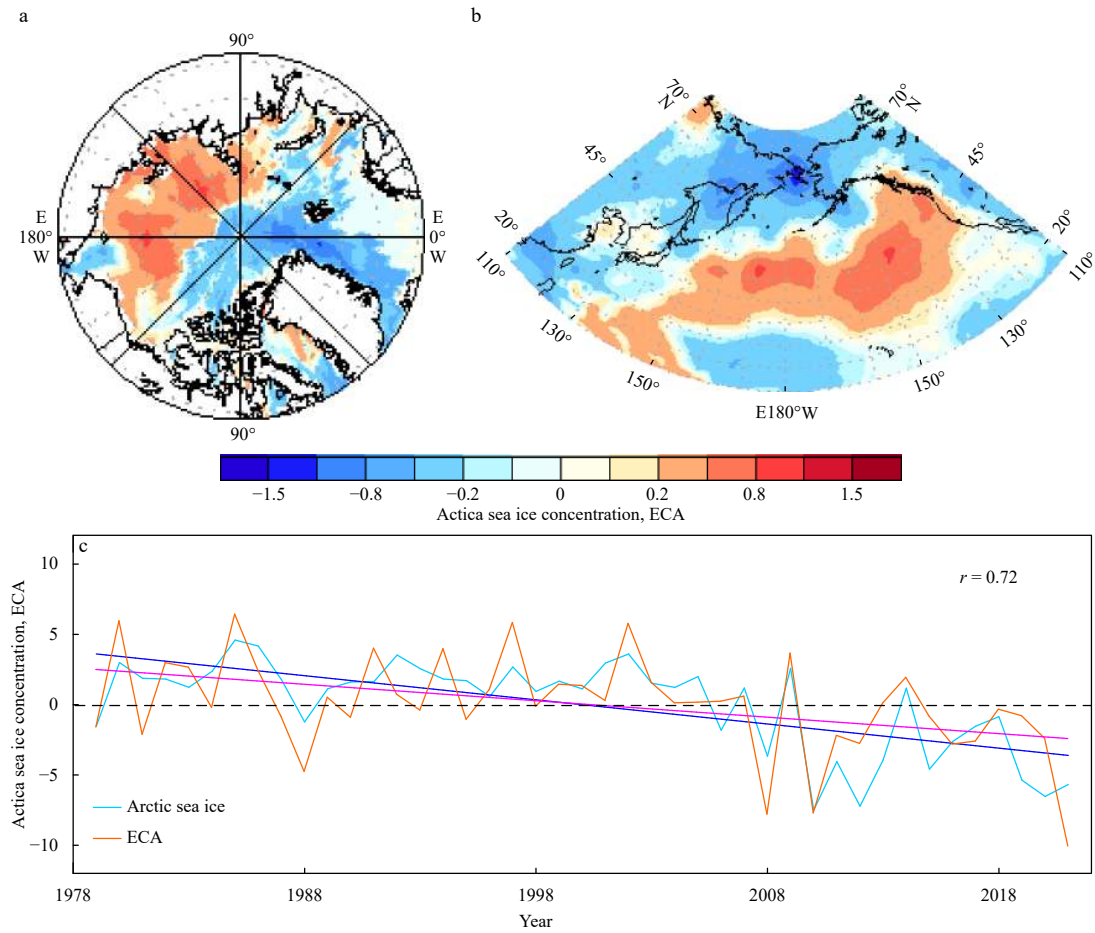 a
b
90°
E
180°
W
E
0°
W
90°
70°
N
70°
N
45°
45°
20°
20°
110°
110°
130°
130°
150°
150°
E180°W
−1.5 −0.8 −0.2 0 0.2 0.8 1.5
Actica sea ice concentration, ECA
c
r = 0.72
10
5
0
−5
−10
Actica sea ice concentration, ECA
Arctic sea ice
ECA
1978 1988 1998 2008 2018
Year